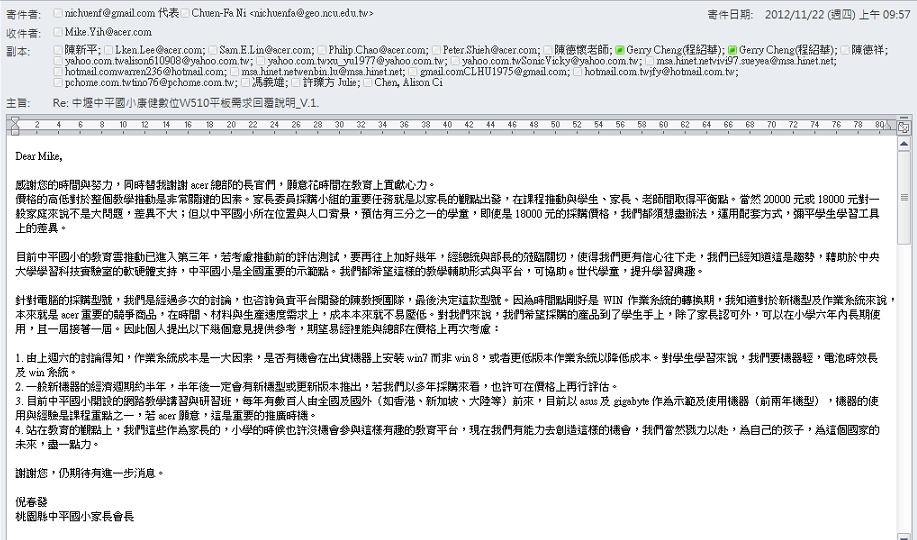 寄件者: nichuenf@gmail.com 代表 Chuen-Fa Ni <nichuenfa@geo.ncu.edu.tw> 寄件日期: 2012/11/22 (週四) 上午 09:57
收件者: Mike.Yih@acer.com
副本: 陳新平; Lken.Lee@acer.com; Sam.E.Lin@acer.com; Philip.Chao@acer.com; Peter.Shieh@acer.com; 陳德懷老師; Gerry Cheng(程紹華); Gerry Cheng(程紹華); 陳德祥;
yahoo.com.twalison610908@yahoo.com.tw; yahoo.com.twxu_yu1977@yahoo.com.tw; yahoo.com.twSonicVicky@yahoo.com.tw; msa.hinet.netvivi97.sueyea@msa.hinet.net;
hotmail.comwarren236@hotmail.com; msa.hinet.netwenbin.lu@msa.hinet.net; gmail.comCLHU1975@gmail.com; hotmail.com.twjfy@hotmail.com.tw;
pchome.com.twtino76@pchome.com.tw; 馮義雄; 許臻方 Julie; Chen, Alison Ci
主旨: Re: 中壢中平國小康健數位W510平板需求回覆說明_V.1.
2 4 6 8 10 12 14 16 18 20 22 24 26 28 30 32 34 36 38 40 42 44 46 48 50 52 54 56 58 60 62 64 66 68 70 72 74 76 78 80
Dear Mike,
感謝您的時間與努力,同時替我謝謝 acer 總部的長官們,願意花時間在教育上貢獻心力。
價格的高低對於整個教學推動是非常關鍵的因素。家長委員採購小組的重要任務就是以家長的觀點出發,在課程推動與學生、家長、老師間取得平衡點。當然 20000 元或 18000 元對一
般家庭來說不是大問題,差異不大;但以中平國小所在位置與人口背景,預估有三分之一的學童,即使是 18000 元的採購價格,我們都須想盡辦法,運用配套方式,彌平學生學習工具
上的差異。
目前中平國小的教育雲推動已進入第三年,若考慮推動前的評估測試,要再往上加好幾年,經總統與部長的蒞臨關切,使得我們更有信心往下走,我們已經知道這是趨勢,藉助於中央
大學學習科技實驗室的軟硬體支持,中平國小是全國重要的示範點。我們都希望這樣的教學輔助形式與平台,可協助 e 世代學童,提升學習興趣。
針對電腦的採購型號,我們是經過多次的討論,也咨詢負責平台開發的陳教授團隊,最後決定這款型號。因為時間點剛好是 WIN 作業系統的轉換期,我知道對於新機型及作業系統來說,
本來就是 acer 重要的競爭商品,在時間、材料與生產速度需求上,成本本來就不易壓低。對我們來說,我們希望採購的產品到了學生手上,除了家長認可外,可以在小學六年內長期使
用,且一屆接著一屆。因此個人提出以下幾個意見提供參考,期望易經裡能與總部在價格上再次考慮:
1. 由上週六的討論得知,作業系統成本是一大因素,是否有機會在出貨機器上安裝 win7 而非 win 8,或者更低版本作業系統以降低成本。對學生學習來說,我們要機器輕,電池時效長
及 win 系統。
2. 一般新機器的經濟週期約半年,半年後一定會有新機型或更新版本推出,若我們以多年採購來看,也許可在價格上再行評估。
3. 目前中平國小開設的網路教學講習與研習班,每年有數百人由全國及國外(如香港、新加坡、大陸等)前來,目前以 asus 及 gigabyte 作為示範及使用機器(前兩年機型),機器的使
用與經驗是課程重點之一,若 acer 願意,這是重要的推廣時機。
4. 站在教育的觀點上,我們這些作為家長的,小學的時候也許沒機會參與這樣有趣的教育平台,現在我們有能力去創造這樣的機會,我們當然戮力以赴,為自己的孩子,為這個國家的
未來,盡一點力。
謝謝您,仍期待有進一步消息。
倪春發
桃園縣中平國小家長會長